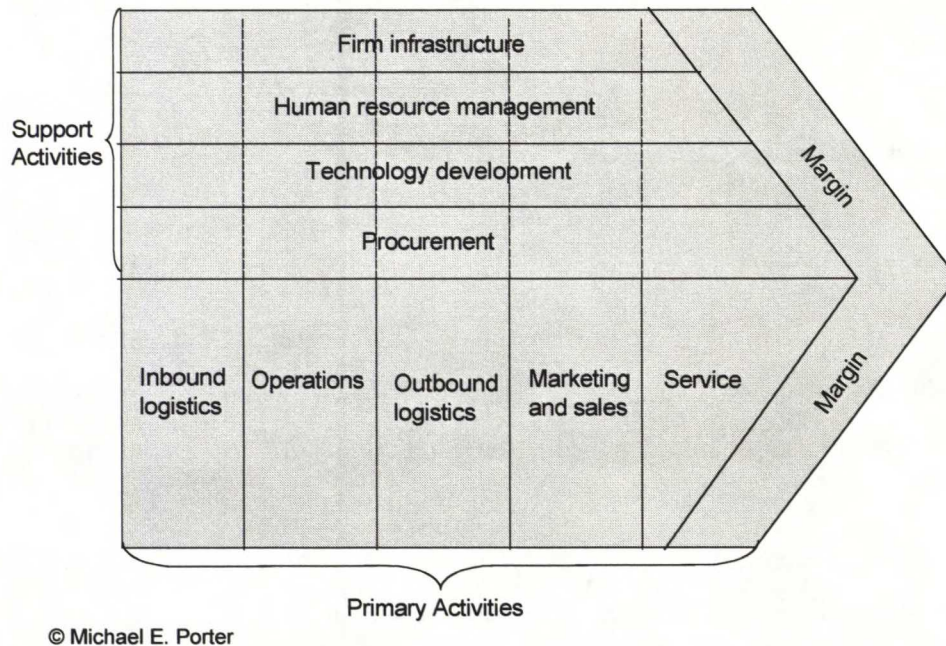 Firm infrastructure
Human resource management
Support
Activities
Technology development
Procurement
Margin
Inbound
logistics
Operations
Outbound
logistics
Marketing
and sales
Service
Margin
Primary Activities
© Michael E. Porter